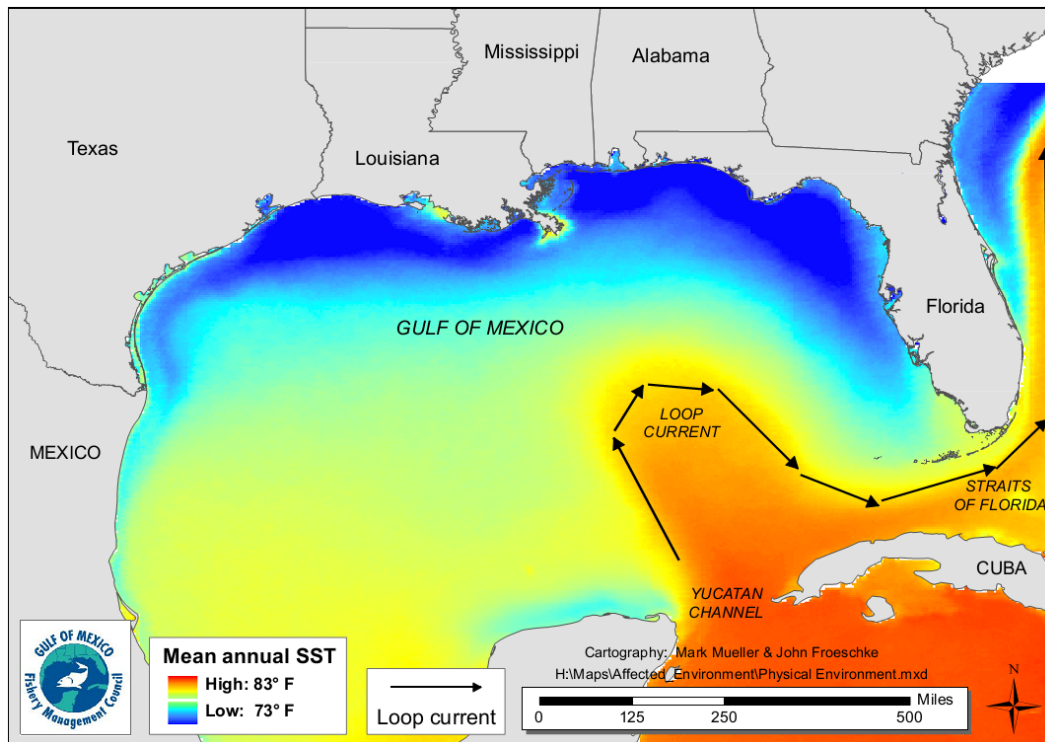 Mississippi
Alabama
Texas
Louisiana
GULF OF MEXICO
Florida
LOOP
CURRENT
MEXICO
STRAITS
OF FLORIDA
CUBA
YUCATAN
CHANNEL
GULF OF MEXICO
Fishery Management Council
Mean annual SST
High: 83° F
Low: 73° F
Loop current
Cartography: Mark Mueller & John Froeschke
H:\Maps\Affected_Environment\Physical Environment.mxd
Miles
0 125 250 500
N